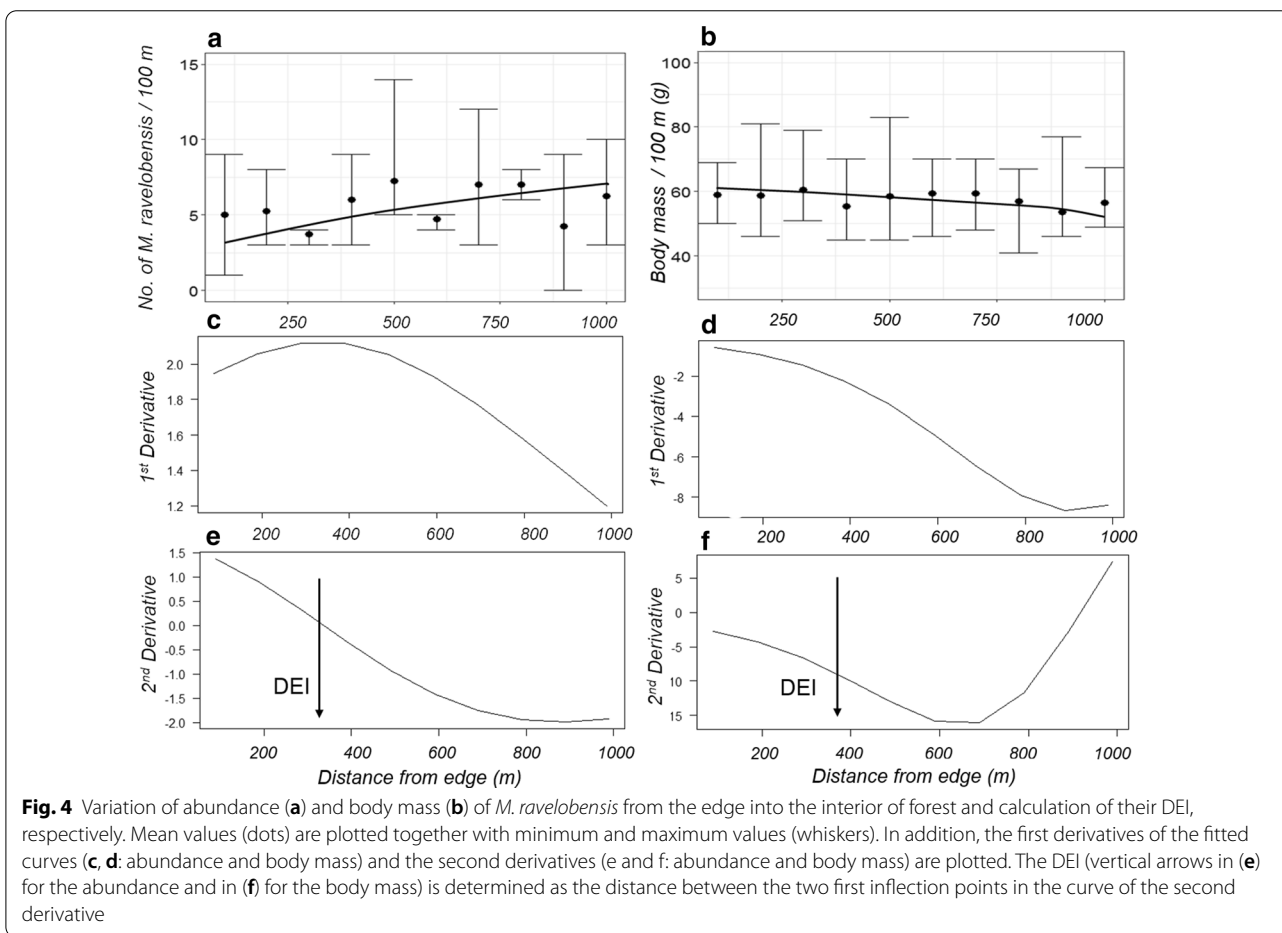 a
No. of M. ravelobensis / 100 m
15
10
5
0
250 500 750 1000
b
Body mass / 100 m (g)
100
80
60
40
250 500 750 1000
c
1st Derivative
2.0
1.8
1.6
1.4
1.2
200 400 600 800 1000
d
1st Derivative
-2
-4
-6
-8
200 400 600 800 1000
e
2nd Derivative
1.5
1.0
0.5
0.0
-0.5
-1.0
-1.5
-2.0
DEI
200 400 600 800 1000
Distance from edge (m)
f
2nd Derivative
5
0
-5
10
15
DEI
200 400 600 800 1000
Distance from edge (m)
Fig. 4 Variation of abundance (a) and body mass (b) of M. ravelobensis from the edge into the interior of forest and calculation of their DEI,
respectively. Mean values (dots) are plotted together with minimum and maximum values (whiskers). In addition, the first derivatives of the fitted
curves (c, d: abundance and body mass) and the second derivatives (e and f: abundance and body mass) are plotted. The DEI (vertical arrows in (e)
for the abundance and in (f) for the body mass) is determined as the distance between the two first inflection points in the curve of the second
derivative